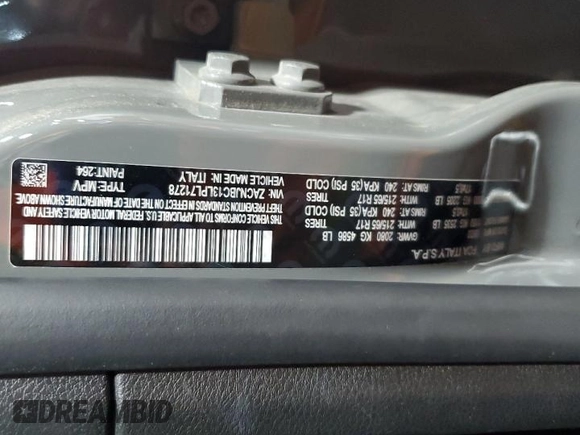 FCA ITALY S.P.A.
GVWR: 2080 KG 4586 LB
WITH: 215/65 R17 TIRES
RIMS AT: 240 KPA(35 PSI) COLD
WITH: 215/65 R17 TIRES
RIMS AT: 240 KPA(35 PSI) COLD
THIS VEHICLE CONFORMS TO ALL APPLICABLE U.S. FEDERAL MOTOR VEHICLE SAFETY AND
THEFT PREVENTION STANDARDS IN EFFECT ON THE DATE OF MANUFACTURE SHOWN ABOVE
VEHICLE MADE IN: ITALY
VIN: ZACNJBC13LPL71278
TYPE: MPV
PAINT: 264
DREAMBID